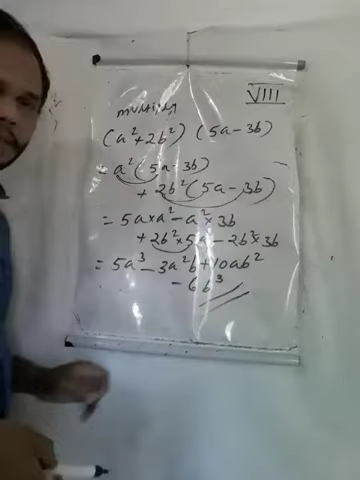 VIII
multiply
(a²+2b²) (5a-3b)
= a²(5a-3b)
+ 2b²(5a-3b)
= 5a×a²-a²×3b
+2b²×5a-2b²×3b
= 5a³-3a²b+10ab²
-6b³